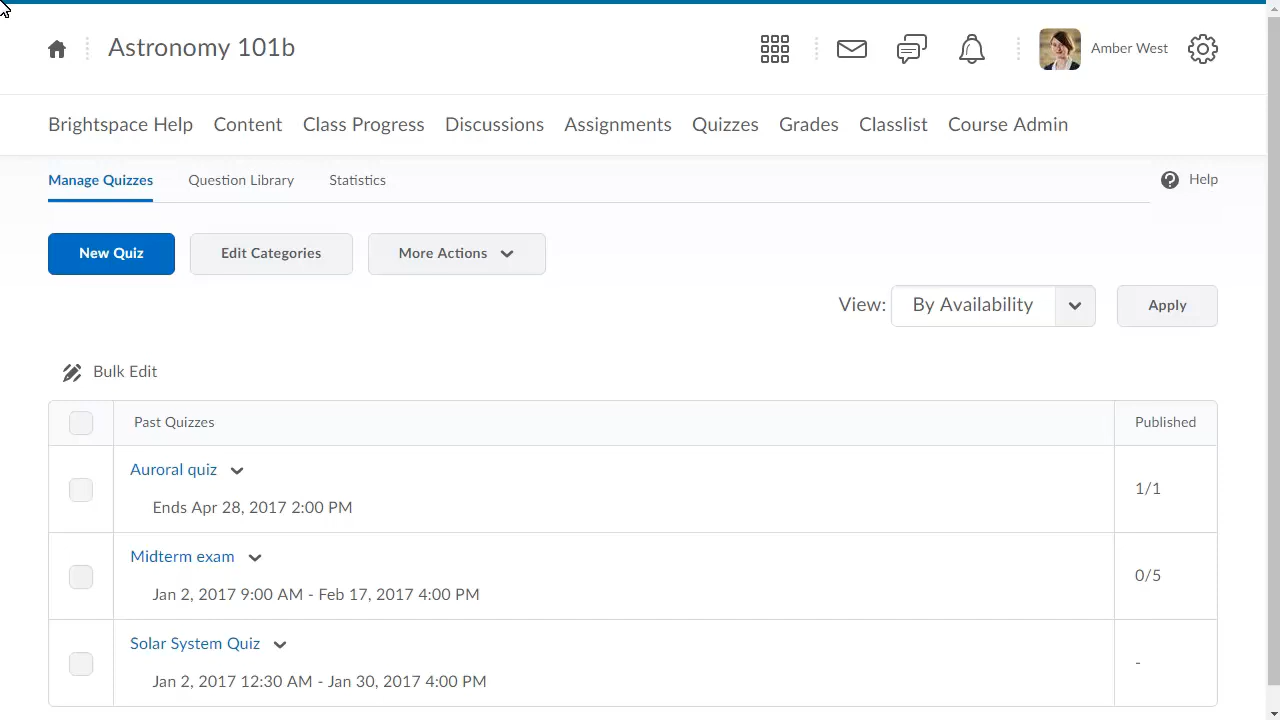 Astronomy 101b
Amber West
Brightspace Help Content Class Progress Discussions Assignments Quizzes Grades Classlist Course Admin
Manage Quizzes Question Library Statistics Help
New Quiz Edit Categories More Actions
View: By Availability Apply
Bulk Edit
Past Quizzes Published
Auroral quiz
Ends Apr 28, 2017 2:00 PM
1/1
Midterm exam
Jan 2, 2017 9:00 AM - Feb 17, 2017 4:00 PM
0/5
Solar System Quiz
Jan 2, 2017 12:30 AM - Jan 30, 2017 4:00 PM
-